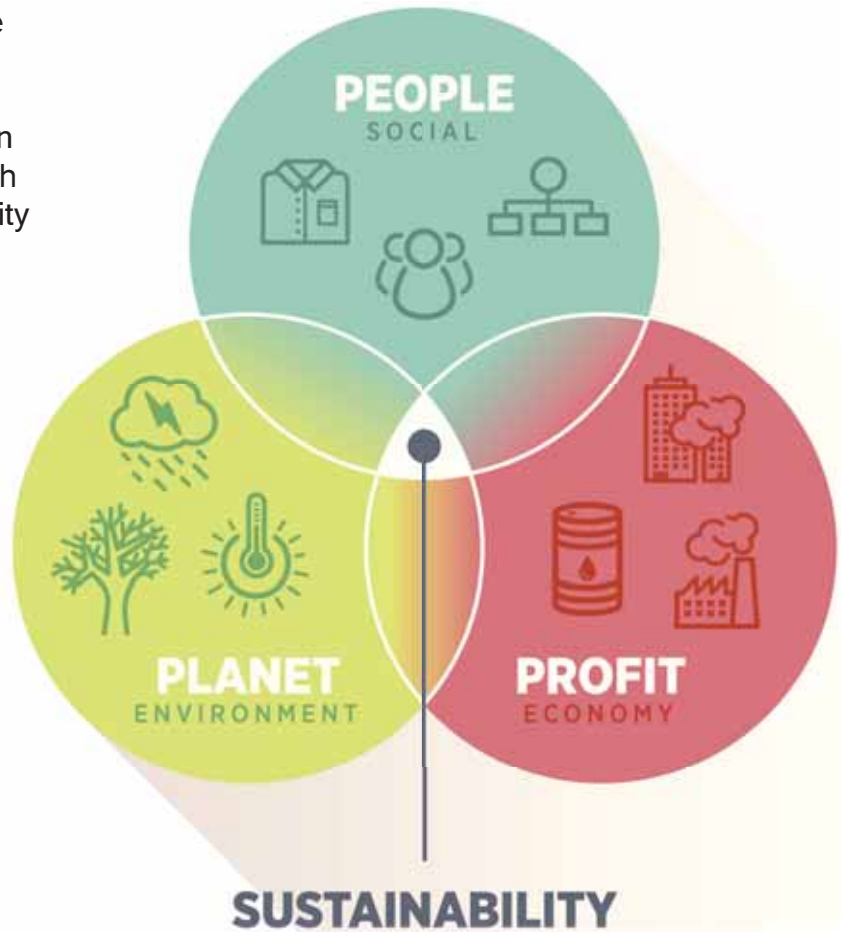 PEOPLE
SOCIAL
PLANET
ENVIRONMENT
PROFIT
ECONOMY
SUSTAINABILITY